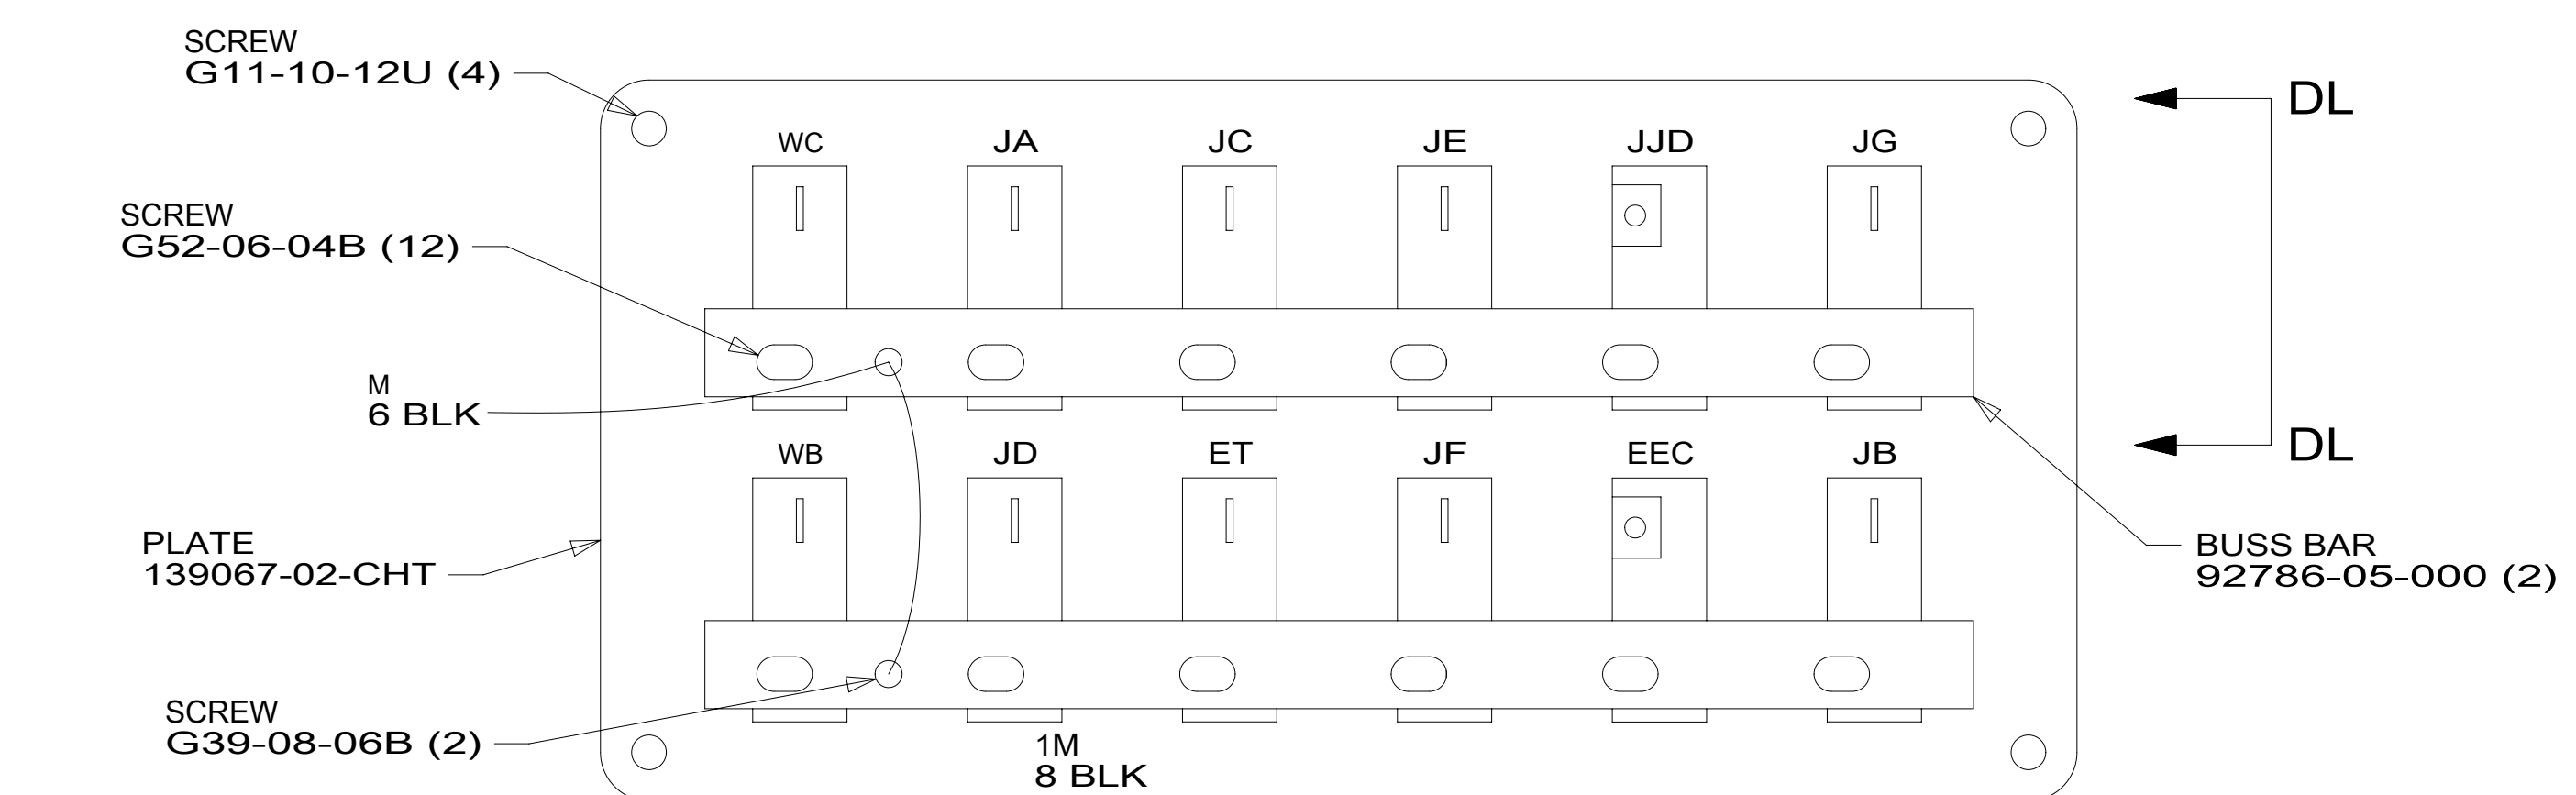 SCREW
G11-10-12U (4)
DL
WC JA JC JE JJD JG
SCREW
G52-06-04B (12)
M
6 BLK
DL
WB JD ET JF EEC JB
PLATE
139067-02-CHT
BUSS BAR
92786-05-000 (2)
SCREW
G39-08-06B (2)
1M
8 BLK